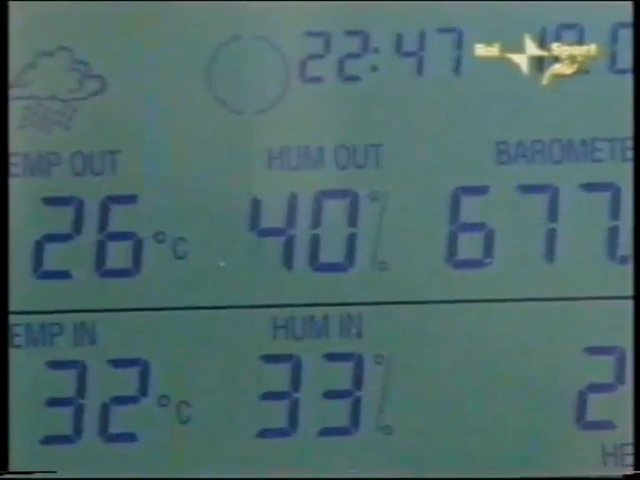 22:47
Rai Sport
EMP OUT HUM OUT BAROMETE
26 °C 40 % 677.
EMP IN HUM IN
32 °C 33 % 2
HE